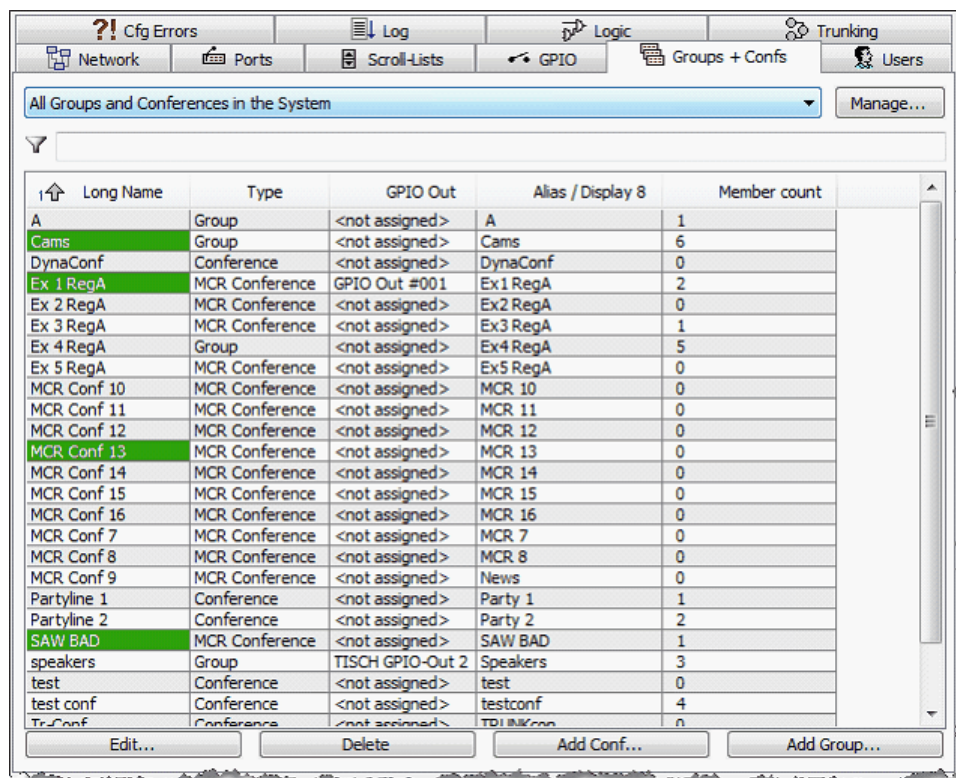 ?! Cfg Errors Log Logic Trunking
Network Ports Scroll-Lists GPIO Groups + Confs Users
All Groups and Conferences in the System Manage...
1 Long Name Type GPIO Out Alias / Display 8 Member count
A Group <not assigned> A 1
Cams Group <not assigned> Cams 6
DynaConf Conference <not assigned> DynaConf 0
Ex 1 RegA MCR Conference GPIO Out #001 Ex1 RegA 2
Ex 2 RegA MCR Conference <not assigned> Ex2 RegA 0
Ex 3 RegA MCR Conference <not assigned> Ex3 RegA 1
Ex 4 RegA Group <not assigned> Ex4 RegA 5
Ex 5 RegA MCR Conference <not assigned> Ex5 RegA 0
MCR Conf 10 MCR Conference <not assigned> MCR 10 0
MCR Conf 11 MCR Conference <not assigned> MCR 11 0
MCR Conf 12 MCR Conference <not assigned> MCR 12 0
MCR Conf 13 MCR Conference <not assigned> MCR 13 0
MCR Conf 14 MCR Conference <not assigned> MCR 14 0
MCR Conf 15 MCR Conference <not assigned> MCR 15 0
MCR Conf 16 MCR Conference <not assigned> MCR 16 0
MCR Conf 7 MCR Conference <not assigned> MCR 7 0
MCR Conf 8 MCR Conference <not assigned> MCR 8 0
MCR Conf 9 MCR Conference <not assigned> News 0
Partyline 1 Conference <not assigned> Party 1 1
Partyline 2 Conference <not assigned> Party 2 2
SAW BAD MCR Conference <not assigned> SAW BAD 1
speakers Group TISCH GPIO-Out 2 Speakers 3
test Conference <not assigned> test 0
test conf Conference <not assigned> testconf 4
Tr-Conf Conference <not assigned> TRUNKcon 0
Edit... Delete Add Conf... Add Group...